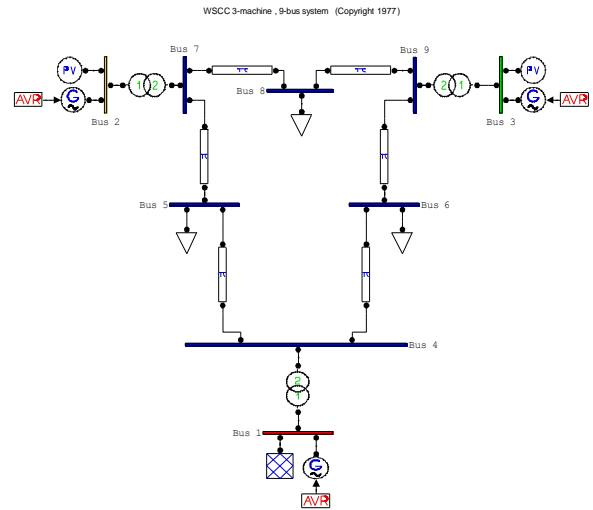 WSCC 3-machine , 9-bus system (Copyright 1977)
Bus 7
Bus 9
PV
1 2
π
π
2 1
PV
AVR
G
Bus 8
G
AVR
Bus 2
Bus 3
π
π
Bus 5
Bus 6
π
π
Bus 4
2
1
Bus 1
G
AVR